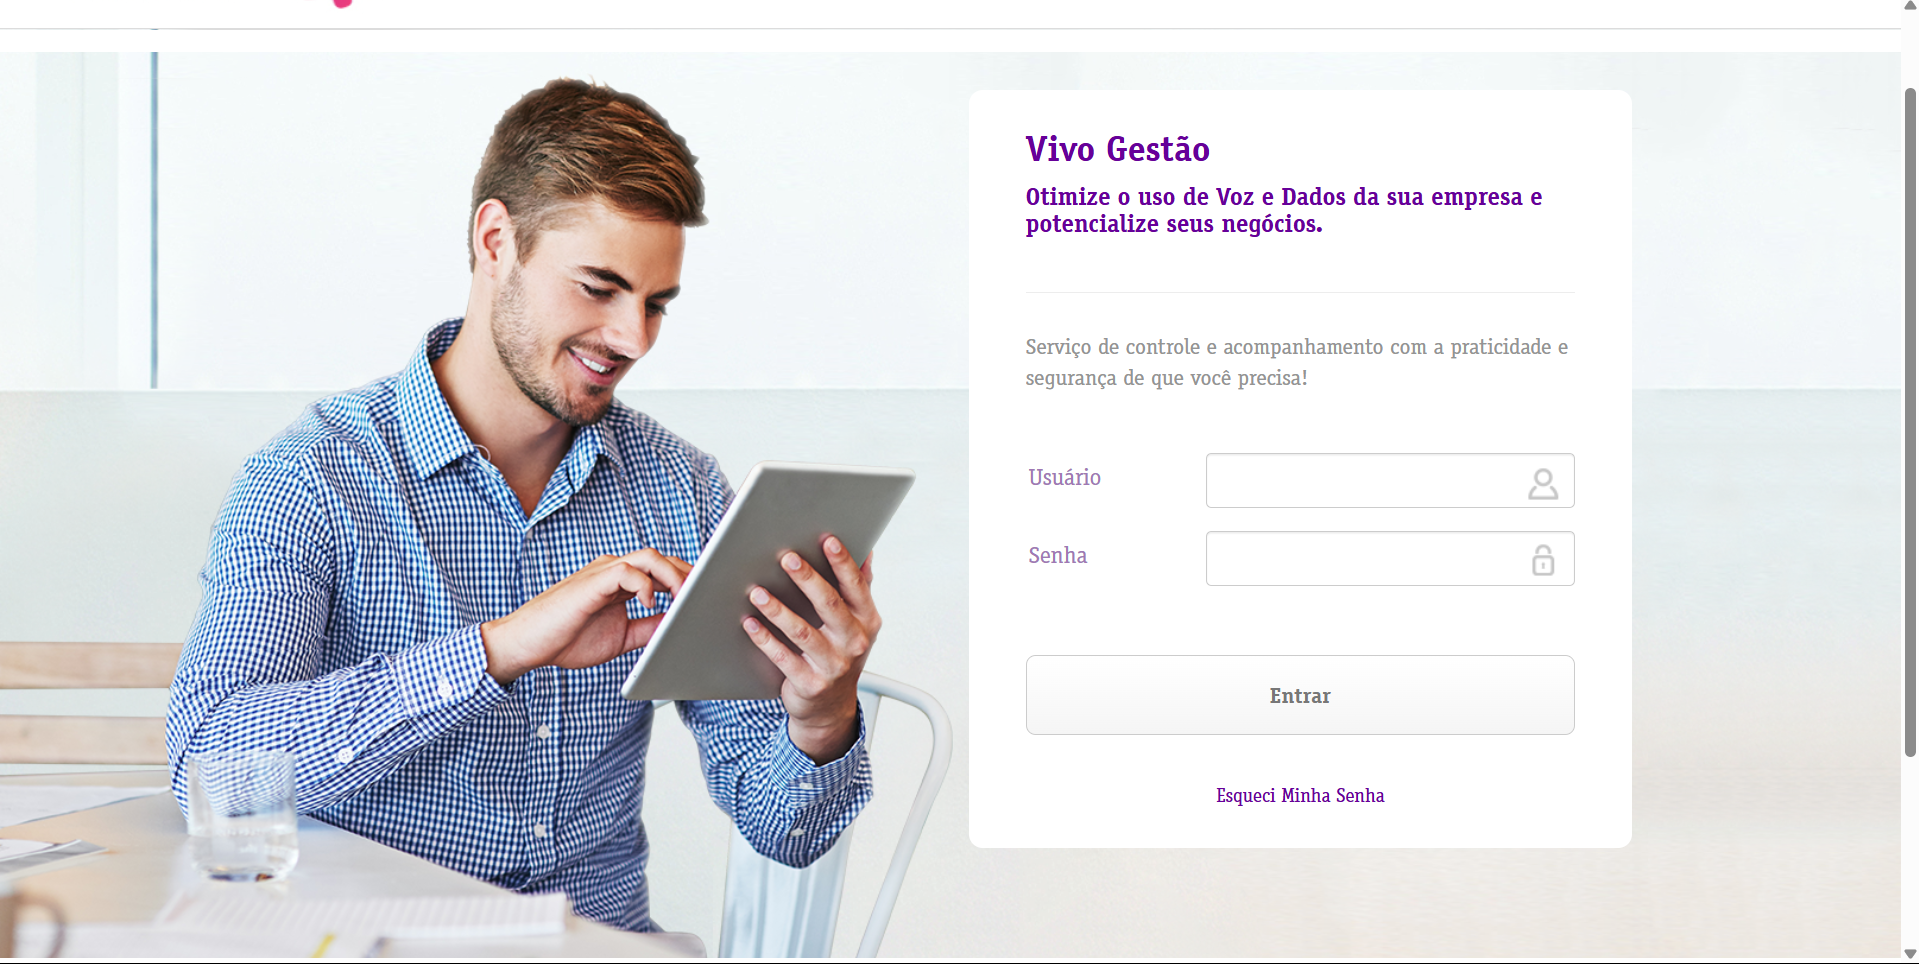 Vivo Gestão
Otimize o uso de Voz e Dados da sua empresa e
potencialize seus negócios.
Serviço de controle e acompanhamento com a praticidade e
segurança de que você precisa!
Usuário
Senha
Entrar
Esqueci Minha Senha